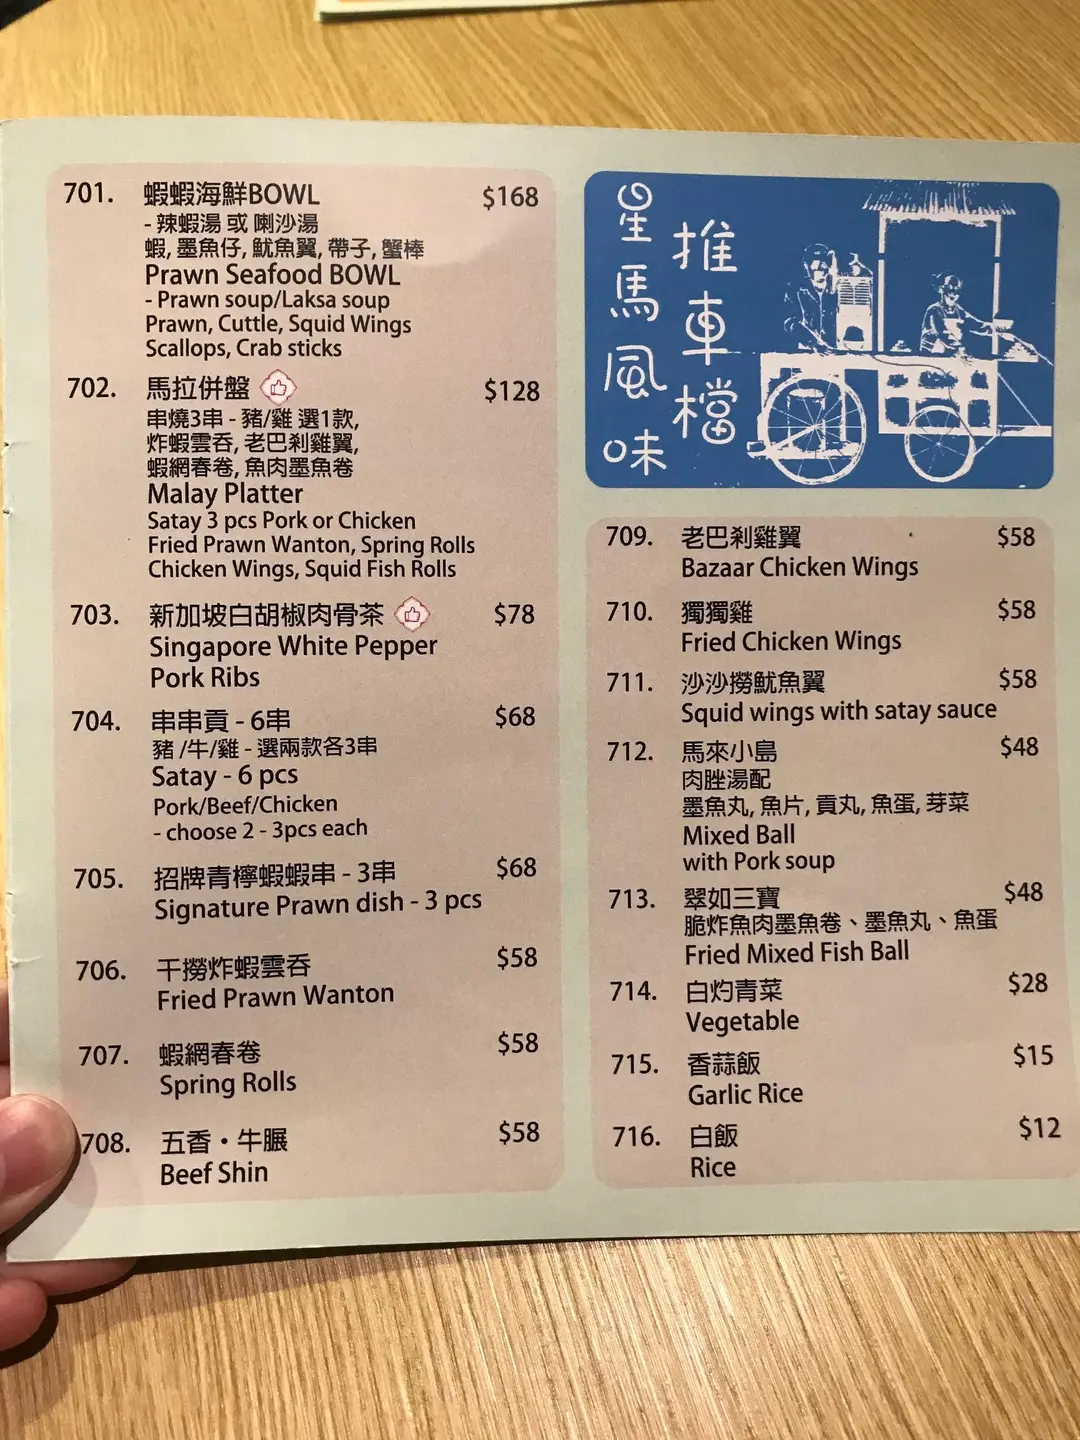 701. 蝦蝦海鮮BOWL $168
- 辣蝦湯 或 喇沙湯
蝦, 墨魚仔, 魷魚翼, 帶子, 蟹棒
Prawn Seafood BOWL
- Prawn soup/Laksa soup
Prawn, Cuttle, Squid Wings
Scallops, Crab sticks
702. 馬拉併盤 $128
串燒3串 - 豬/雞 選1款,
炸蝦雲吞, 老巴剎雞翼,
蝦網春卷, 魚肉墨魚卷
Malay Platter
Satay 3 pcs Pork or Chicken
Fried Prawn Wanton, Spring Rolls
Chicken Wings, Squid Fish Rolls
703. 新加坡白胡椒肉骨茶 $78
Singapore White Pepper
Pork Ribs
704. 串串貢 - 6串 $68
豬 /牛/雞 - 選兩款各3串
Satay - 6 pcs
Pork/Beef/Chicken
- choose 2 - 3pcs each
705. 招牌青檸蝦蝦串 - 3串 $68
Signature Prawn dish - 3 pcs
706. 干撈炸蝦雲吞 $58
Fried Prawn Wanton
707. 蝦網春卷 $58
Spring Rolls
708. 五香・牛𦟌 $58
Beef Shin
星馬風味
推車檔
709. 老巴剎雞翼 $58
Bazaar Chicken Wings
710. 獨獨雞 $58
Fried Chicken Wings
711. 沙沙撈魷魚翼 $58
Squid wings with satay sauce
712. 馬來小島 $48
肉脞湯配
墨魚丸, 魚片, 貢丸, 魚蛋, 芽菜
Mixed Ball
with Pork soup
713. 翠如三寶 $48
脆炸魚肉墨魚卷、墨魚丸、魚蛋
Fried Mixed Fish Ball
714. 白灼青菜 $28
Vegetable
715. 香蒜飯 $15
Garlic Rice
716. 白飯 $12
Rice